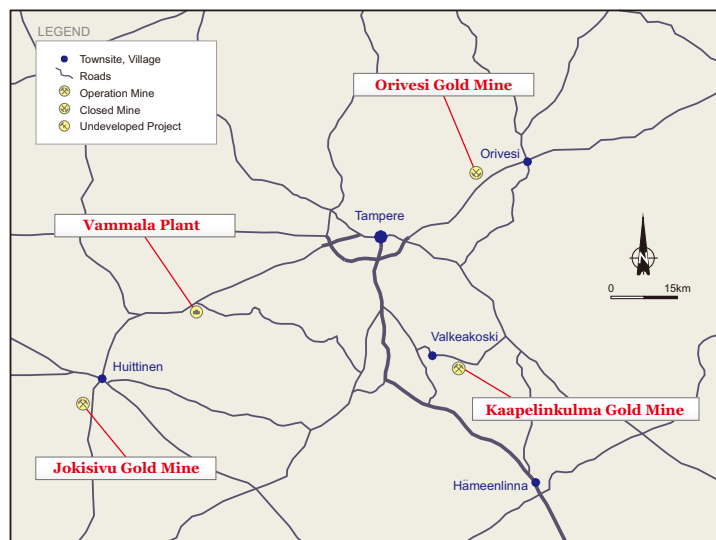 LEGEND
Townsite, Village
Roads
Operation Mine
Closed Mine
Undeveloped Project
Orivesi Gold Mine
Orivesi
Tampere
Vammala Plant
N
0 15km
Valkeakoski
Huittinen
Kaapelinkulma Gold Mine
Jokisivu Gold Mine
Hämeenlinna